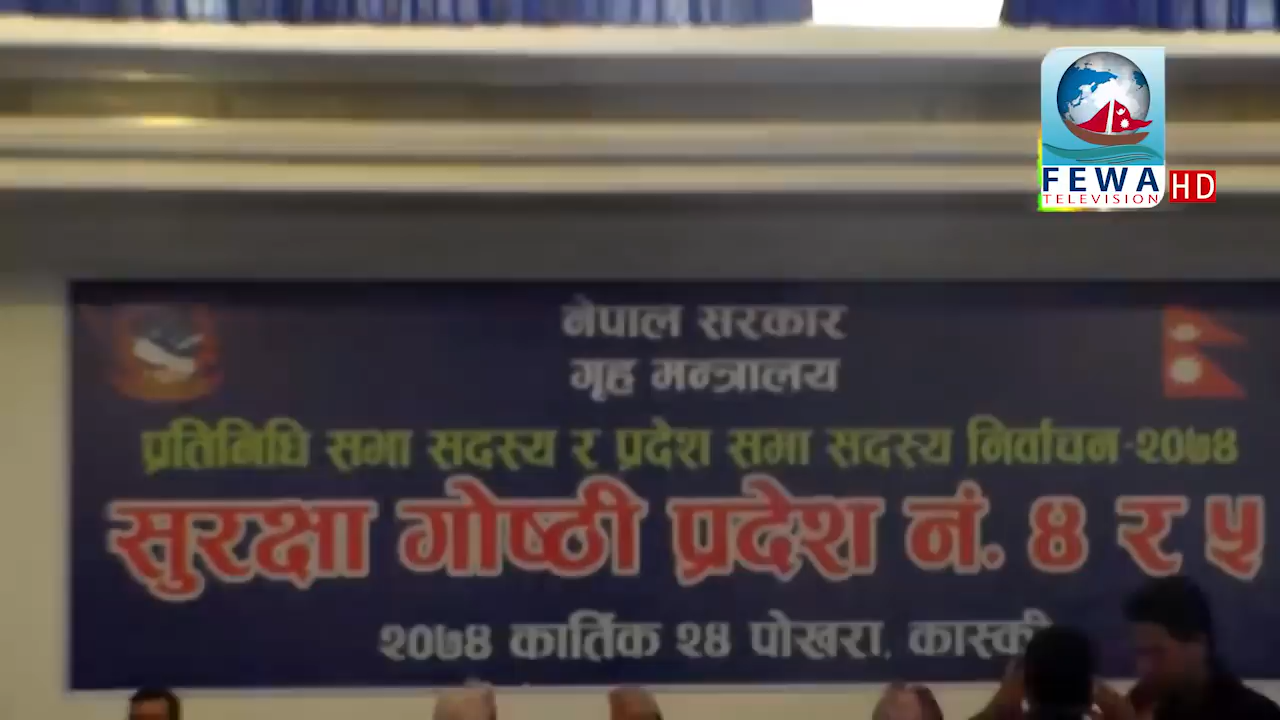 FEWA HD
TELEVISION
नेपाल सरकार
गृह मन्त्रालय
प्रतिनिधि सभा सदस्य र प्रदेश सभा सदस्य निर्वाचन-२०७४
सुरक्षा गोष्ठी प्रदेश नं. ४ र ५
२०७४ कार्तिक २४ पोखरा, कास्की